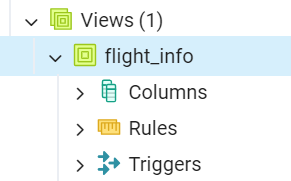 Views (1)
flight_info
Columns
Rules
Triggers